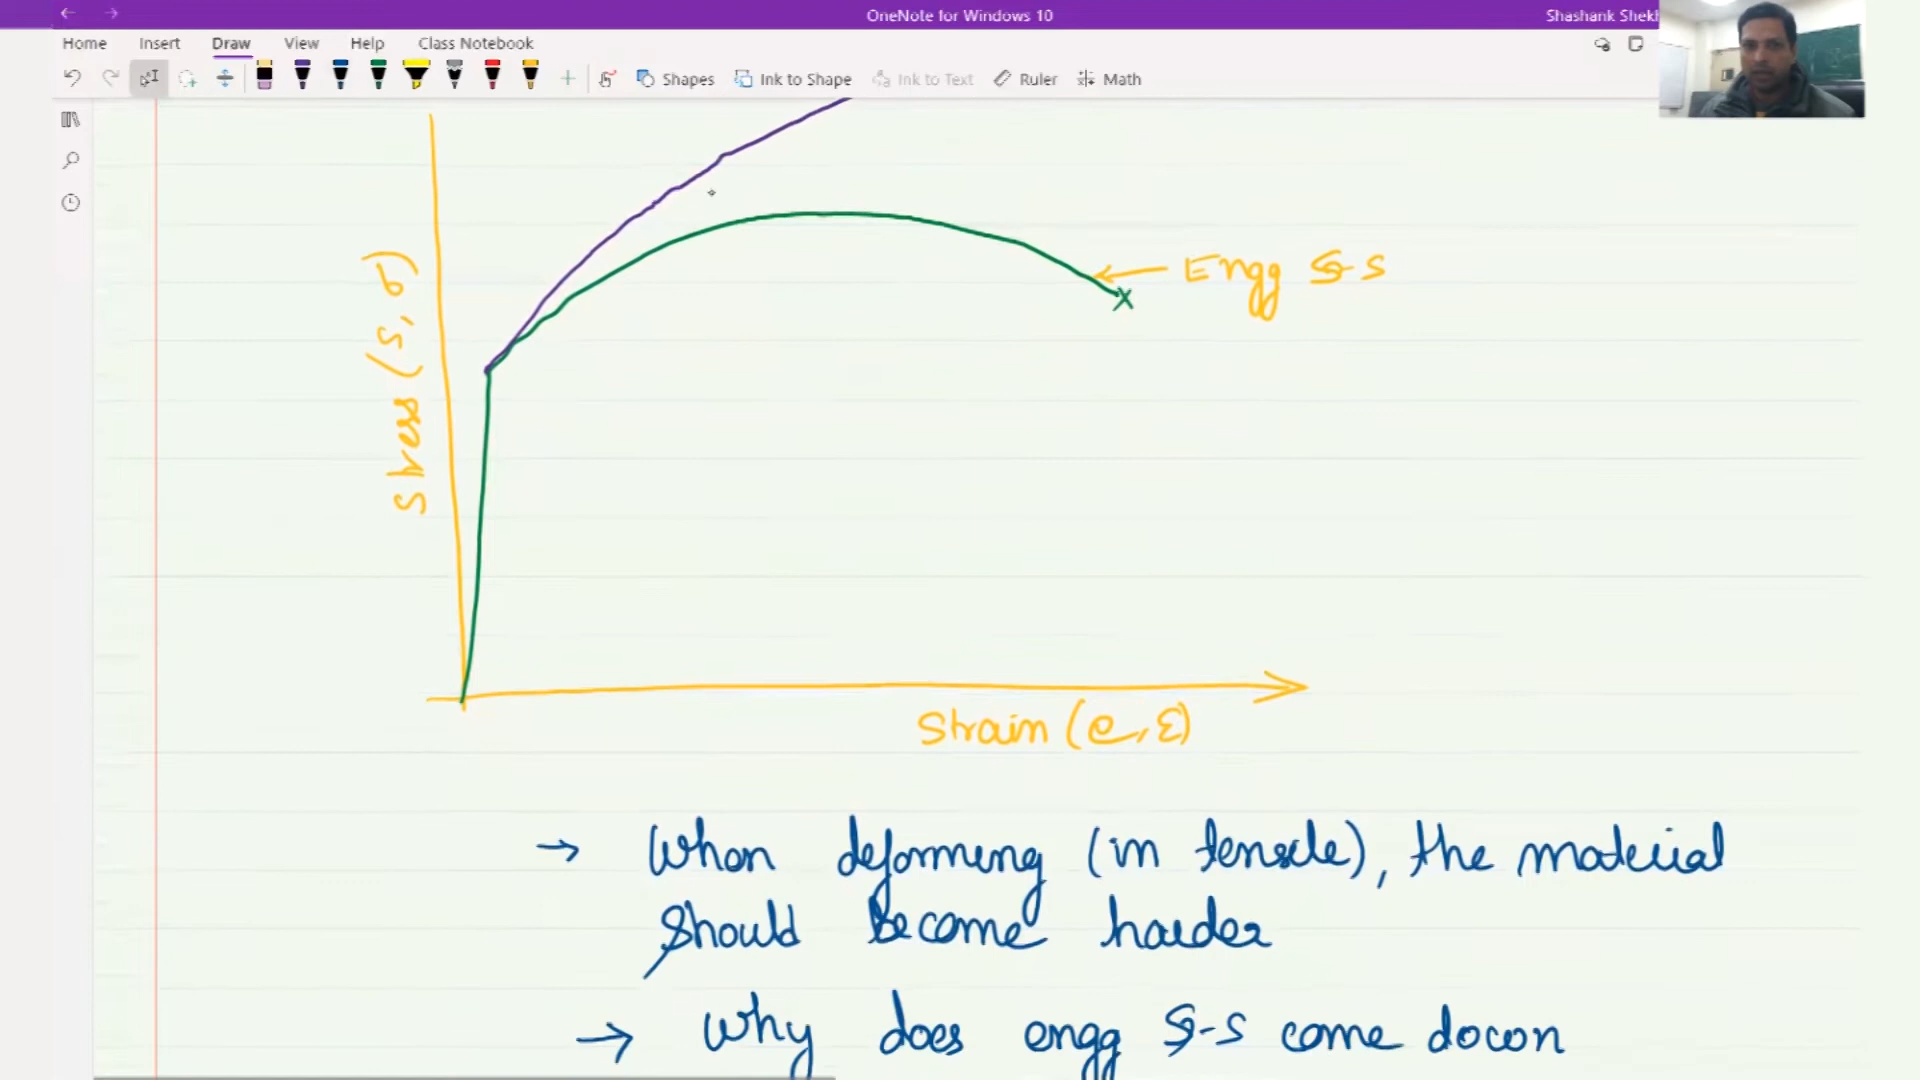 OneNote for Windows 10
Shashank Shekh
Home Insert Draw View Help Class Notebook
Shapes Ink to Shape Ink to Text Ruler Math
Stress (s, σ)
Engg S-S
x
Strain (e, ε)
→ When deforming (in tensile), the material
should become harder
→ Why does engg S-S come down